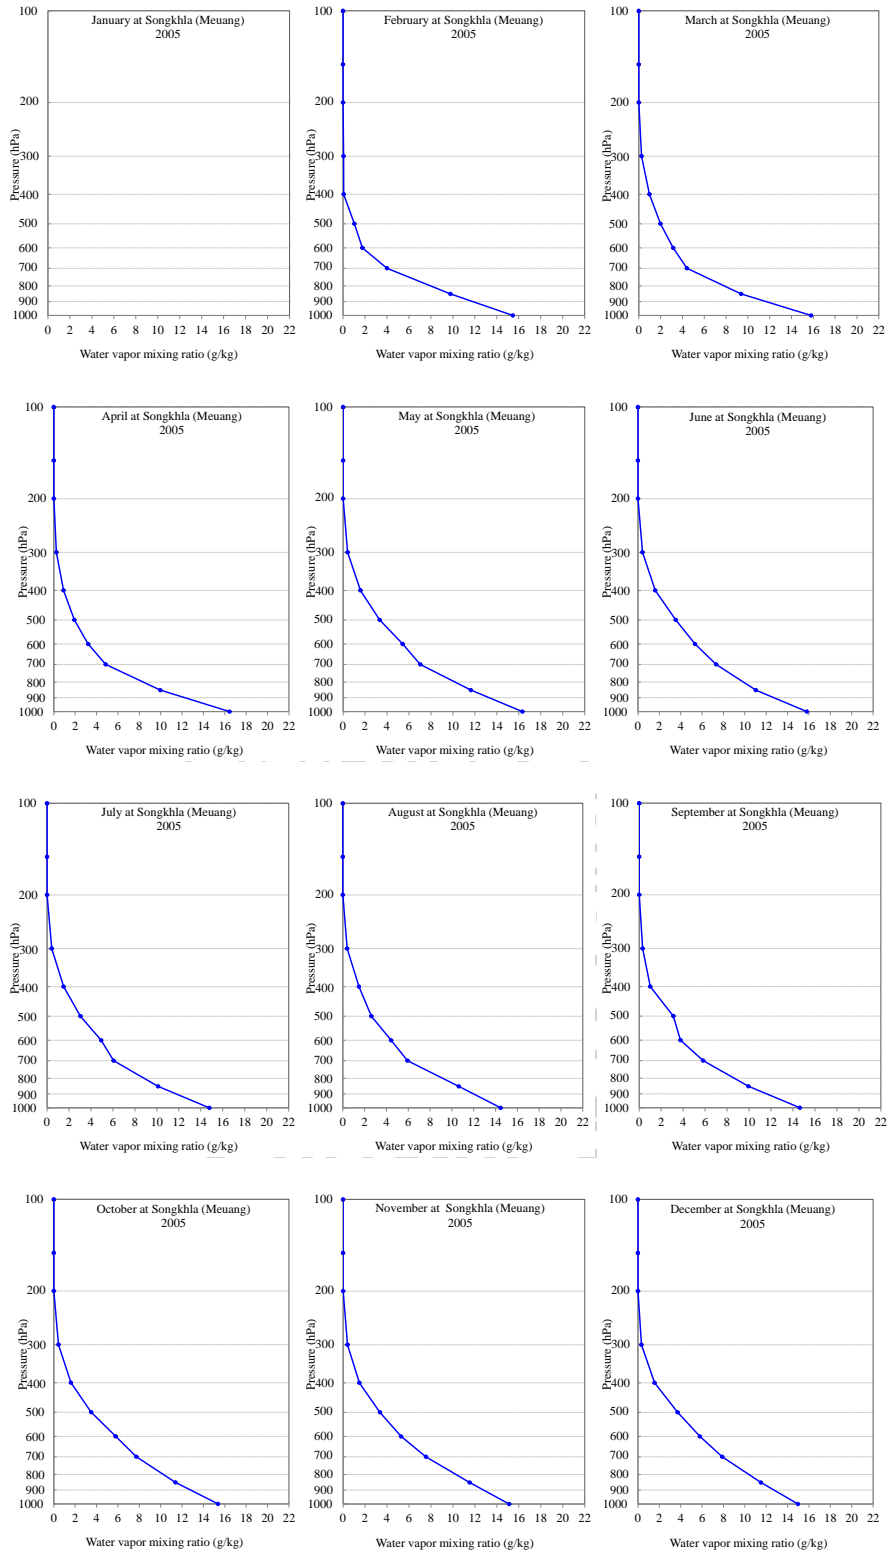 January at Songkhla (Meuang)
2005
Pressure (hPa)
100
200
300
400
500
600
700
800
900
1000
0 2 4 6 8 10 12 14 16 18 20 22
Water vapor mixing ratio (g/kg)
February at Songkhla (Meuang)
2005
Pressure (hPa)
100
200
300
400
500
600
700
800
900
1000
0 2 4 6 8 10 12 14 16 18 20 22
Water vapor mixing ratio (g/kg)
March at Songkhla (Meuang)
2005
Pressure (hPa)
100
200
300
400
500
600
700
800
900
1000
0 2 4 6 8 10 12 14 16 18 20 22
Water vapor mixing ratio (g/kg)
April at Songkhla (Meuang)
2005
Pressure (hPa)
100
200
300
400
500
600
700
800
900
1000
0 2 4 6 8 10 12 14 16 18 20 22
Water vapor mixing ratio (g/kg)
May at Songkhla (Meuang)
2005
Pressure (hPa)
100
200
300
400
500
600
700
800
900
1000
0 2 4 6 8 10 12 14 16 18 20 22
Water vapor mixing ratio (g/kg)
June at Songkhla (Meuang)
2005
Pressure (hPa)
100
200
300
400
500
600
700
800
900
1000
0 2 4 6 8 10 12 14 16 18 20 22
Water vapor mixing ratio (g/kg)
July at Songkhla (Meuang)
2005
Pressure (hPa)
100
200
300
400
500
600
700
800
900
1000
0 2 4 6 8 10 12 14 16 18 20 22
Water vapor mixing ratio (g/kg)
August at Songkhla (Meuang)
2005
Pressure (hPa)
100
200
300
400
500
600
700
800
900
1000
0 2 4 6 8 10 12 14 16 18 20 22
Water vapor mixing ratio (g/kg)
September at Songkhla (Meuang)
2005
Pressure (hPa)
100
200
300
400
500
600
700
800
900
1000
0 2 4 6 8 10 12 14 16 18 20 22
Water vapor mixing ratio (g/kg)
October at Songkhla (Meuang)
2005
Pressure (hPa)
100
200
300
400
500
600
700
800
900
1000
0 2 4 6 8 10 12 14 16 18 20 22
Water vapor mixing ratio (g/kg)
November at Songkhla (Meuang)
2005
Pressure (hPa)
100
200
300
400
500
600
700
800
900
1000
0 2 4 6 8 10 12 14 16 18 20 22
Water vapor mixing ratio (g/kg)
December at Songkhla (Meuang)
2005
Pressure (hPa)
100
200
300
400
500
600
700
800
900
1000
0 2 4 6 8 10 12 14 16 18 20 22
Water vapor mixing ratio (g/kg)